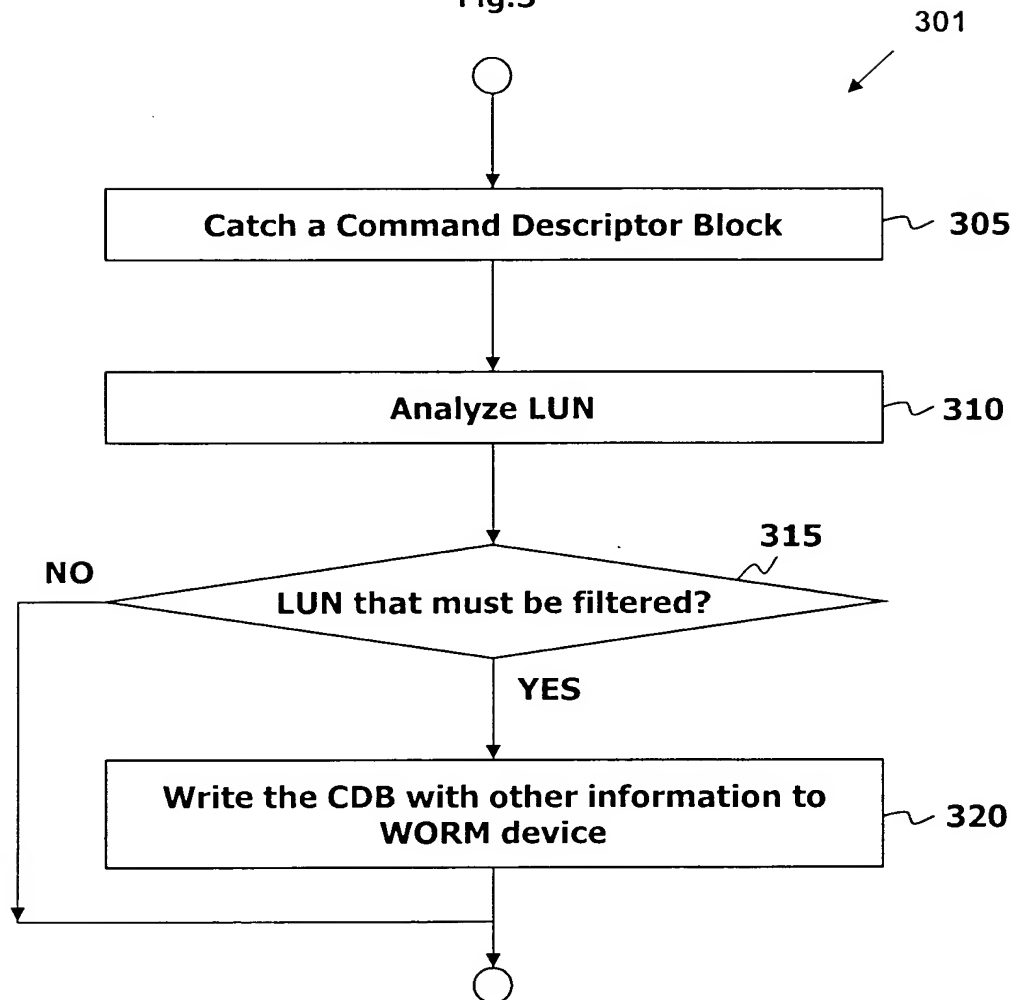 301
Catch a Command Descriptor Block
305
Analyze LUN
310
315
NO
LUN that must be filtered?
YES
Write the CDB with other information to
WORM device
320